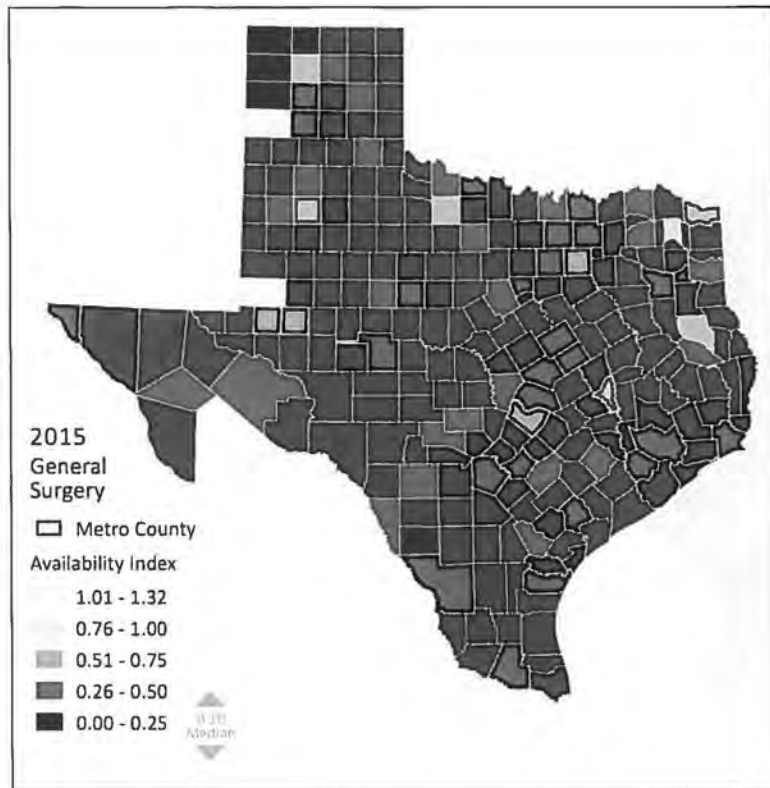 2015
General
Surgery
Metro County
Availability Index
1.01 - 1.32
0.76 - 1.00
0.51 - 0.75
0.26 - 0.50
0.00 - 0.25
Median